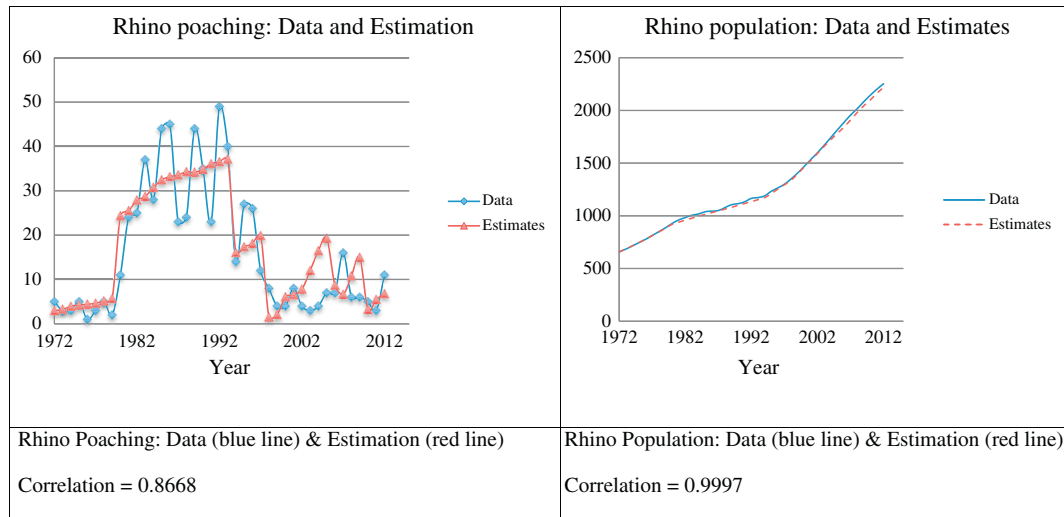 Rhino poaching: Data and Estimation
60
50
40
30
20
10
0
1972
1982
1992
2002
2012
Year
Data
Estimates
Rhino population: Data and Estimates
2500
2000
1500
1000
500
0
1972
1982
1992
2002
2012
Year
Data
Estimates
Rhino Poaching: Data (blue line) & Estimation (red line)
Correlation = 0.8668
Rhino Population: Data (blue line) & Estimation (red line)
Correlation = 0.9997